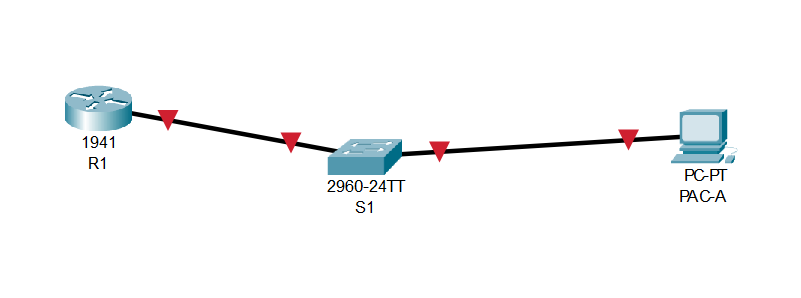 1941
R1
2960-24TT
S1
PC-PT
PAC-A